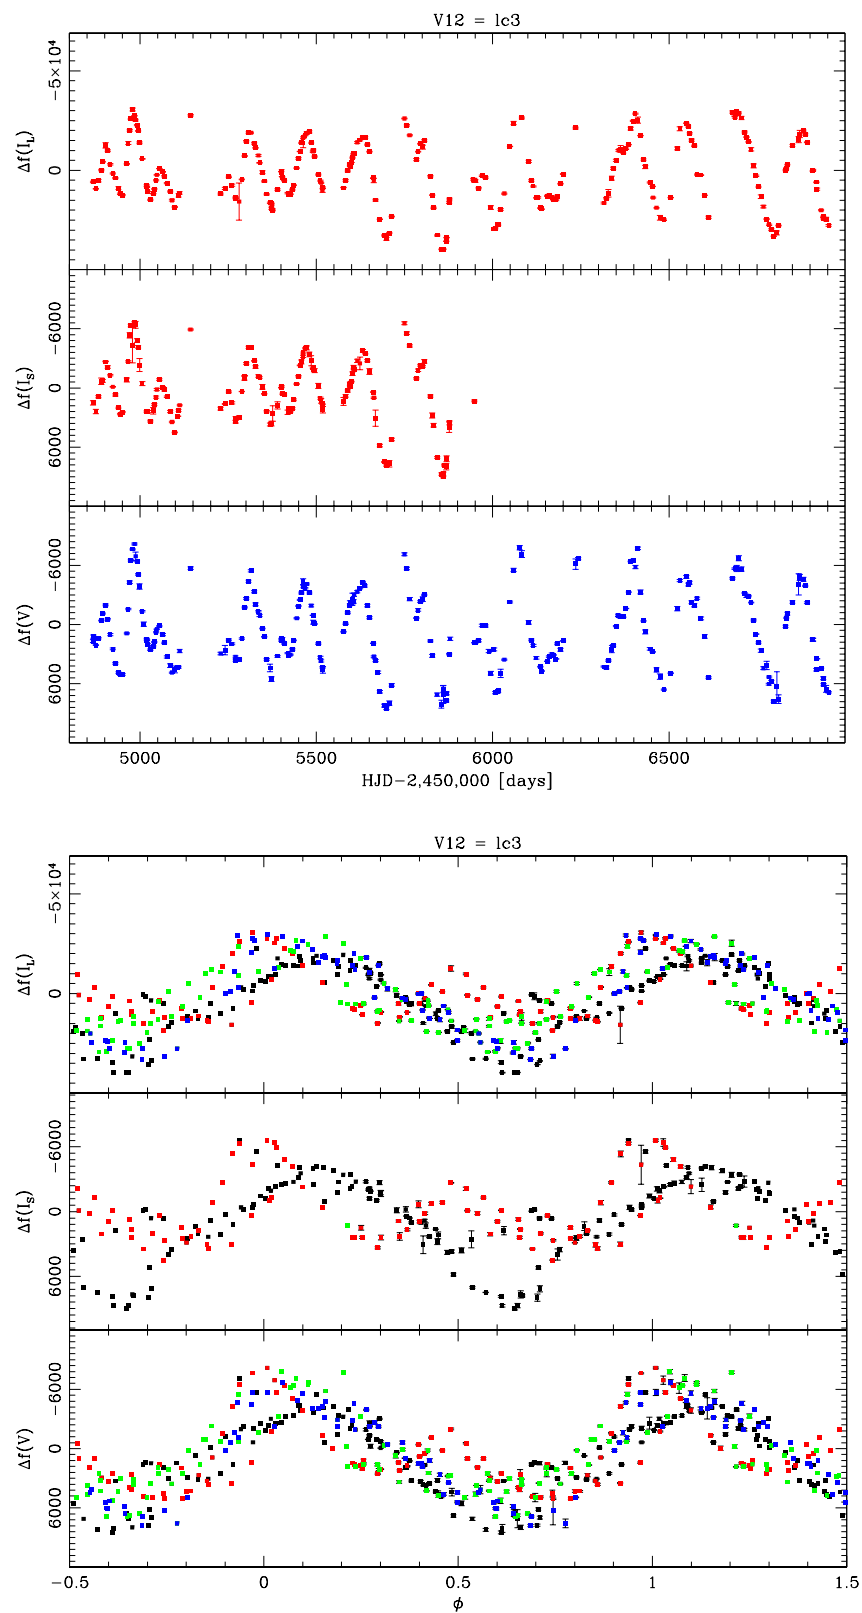 V12 = lc3
−5×10⁴
0
Δf(I_L)
−6000
0
6000
Δf(I_S)
−6000
0
6000
Δf(V)
5000 5500 6000 6500
HJD−2,450,000 [days]
V12 = lc3
−5×10⁴
0
Δf(I_L)
−6000
0
6000
Δf(I_S)
−6000
0
6000
Δf(V)
−0.5 0 0.5 1 1.5
φ